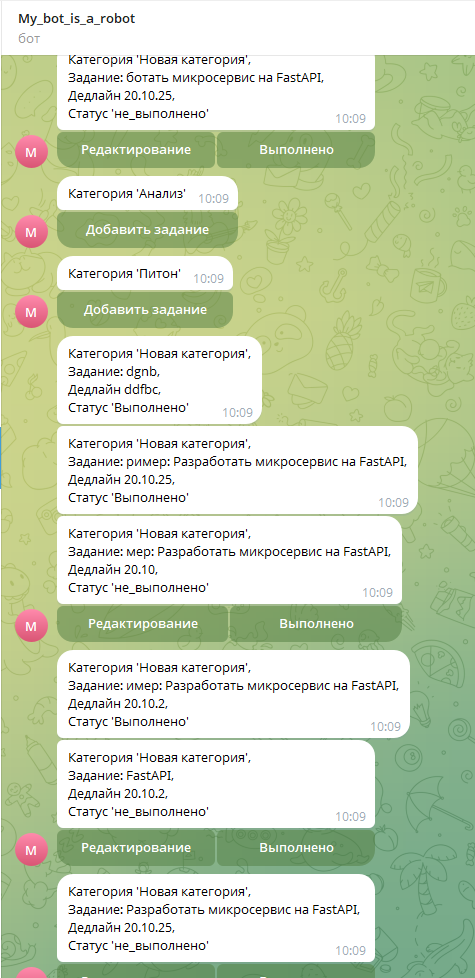 My_bot_is_a_robot
бот
Категория 'Новая категория',
Задание: ботать микросервис на FastAPI,
Дедлайн 20.10.25,
Статус 'не_выполнено'
10:09
М
Редактирование
Выполнено
Категория 'Анализ'
10:09
М
Добавить задание
Категория 'Питон'
10:09
М
Добавить задание
Категория 'Новая категория',
Задание: dgnb,
Дедлайн ddfbc,
Статус 'Выполнено'
10:09
Категория 'Новая категория',
Задание: ример: Разработать микросервис на FastAPI,
Дедлайн 20.10.25,
Статус 'Выполнено'
10:09
Категория 'Новая категория',
Задание: мер: Разработать микросервис на FastAPI,
Дедлайн 20.10,
Статус 'не_выполнено'
10:09
М
Редактирование
Выполнено
Категория 'Новая категория',
Задание: имер: Разработать микросервис на FastAPI,
Дедлайн 20.10.2,
Статус 'Выполнено'
10:09
Категория 'Новая категория',
Задание: FastAPI,
Дедлайн 20.10.2,
Статус 'не_выполнено'
10:09
М
Редактирование
Выполнено
Категория 'Новая категория',
Задание: Разработать микросервис на FastAPI,
Дедлайн 20.10.25,
Статус 'не_выполнено'
10:09